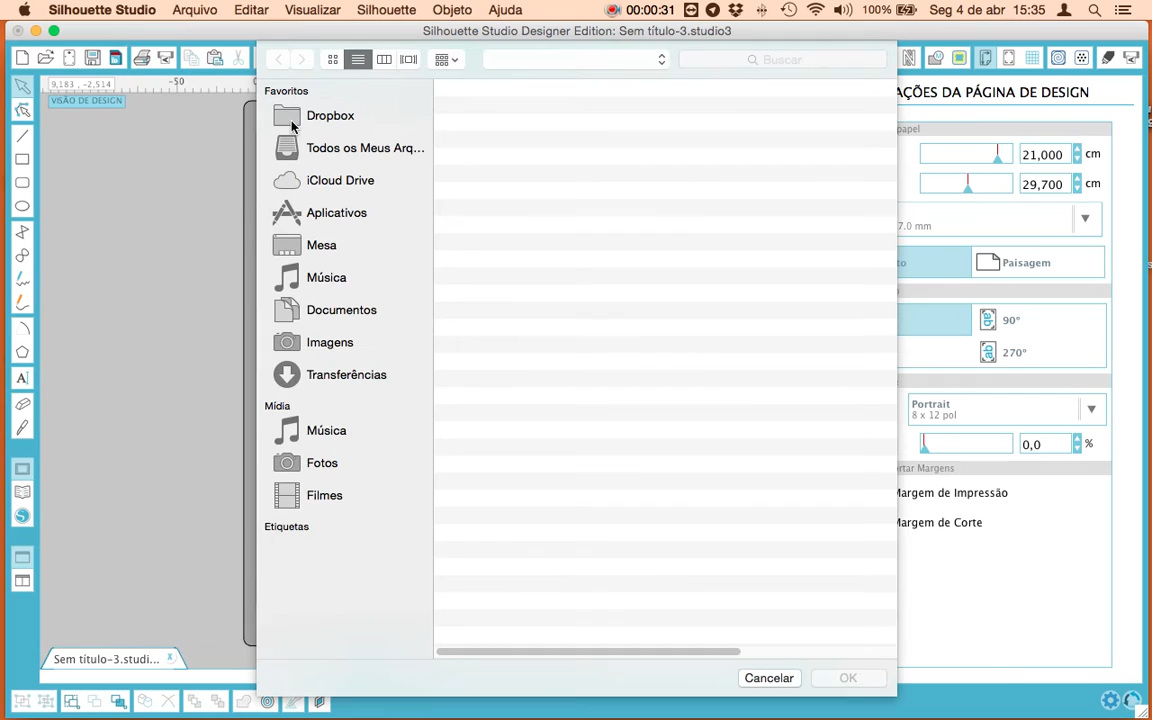 Silhouette Studio Arquivo Editar Visualizar Silhouette Objeto Ajuda 00:00:31 100% Seg 4 de abr 15:35
Silhouette Studio Designer Edition: Sem título-3.studio3
Buscar
9,183 , -2,514
-50
VISÃO DE DESIGN
Favoritos
Dropbox
Todos os Meus Arq...
iCloud Drive
Aplicativos
Mesa
Música
Documentos
Imagens
Transferências
Mídia
Música
Fotos
Filmes
Etiquetas
Cancelar OK
AÇÕES DA PÁGINA DE DESIGN
papel
21,000 cm
29,700 cm
7.0 mm
to Paisagem
90°
270°
Portrait
8 x 12 pol
0,0 %
rtar Margens
Margem de Impressão
Margem de Corte
Sem título-3.studi...